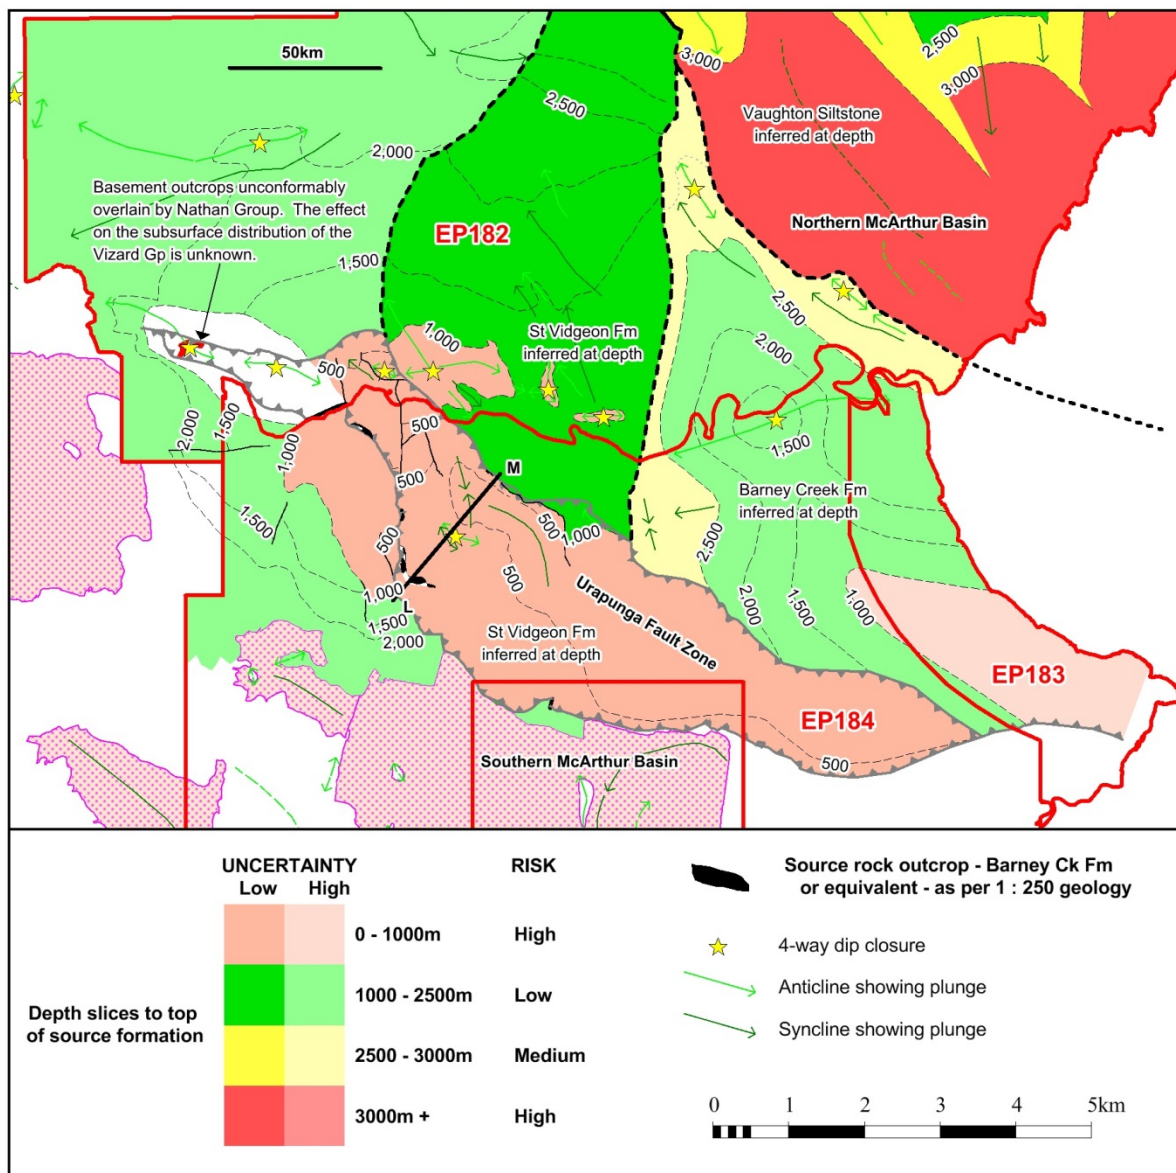 50km
3,000
2,500
3,000
2,500
Vaughton Siltstone
inferred at depth
2,000
Basement outcrops unconformably
overlain by Nathan Group. The effect
on the subsurface distribution of the
Vizard Gp is unknown.
EP182
Northern McArthur Basin
1,500
2,500
St Vidgeon Fm
inferred at depth
1,000
2,000
500
2,000
1,500
1,000
500
1,500
M
500
Barney Creek Fm
inferred at depth
1,500
500
500
1,000
2,500
500
1,000
L
1,500
2,000
Urapunga Fault Zone
2,000
1,500
1,000
St Vidgeon Fm
inferred at depth
EP183
EP184
Southern McArthur Basin
500
UNCERTAINTY
RISK
Low High
0 - 1000m High
1000 - 2500m Low
2500 - 3000m Medium
3000m + High
Depth slices to top
of source formation
Source rock outcrop - Barney Ck Fm
or equivalent - as per 1 : 250 geology
4-way dip closure
Anticline showing plunge
Syncline showing plunge
0 1 2 3 4 5km